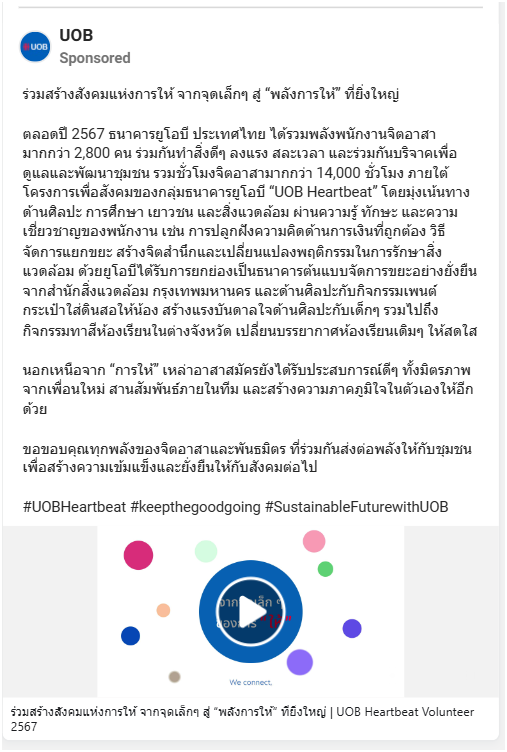 UOB
UOB
Sponsored
ร่วมสร้างสังคมแห่งการให้ จากจุดเล็กๆ สู่ “พลังการให้” ที่ยิ่งใหญ่
ตลอดปี 2567 ธนาคารยูโอบี ประเทศไทย ได้รวมพลังพนักงานจิตอาสา
มากกว่า 2,800 คน ร่วมกันทำสิ่งดีๆ ลงแรง สละเวลา และร่วมกันบริจาคเพื่อ
ดูแลและพัฒนาชุมชน รวมชั่วโมงจิตอาสามากกว่า 14,000 ชั่วโมง ภายใต้
โครงการเพื่อสังคมของกลุ่มธนาคารยูโอบี “UOB Heartbeat” โดยมุ่งเน้นทาง
ด้านศิลปะ การศึกษา เยาวชน และสิ่งแวดล้อม ผ่านความรู้ ทักษะ และความ
เชี่ยวชาญของพนักงาน เช่น การปลูกฝังความคิดด้านการเงินที่ถูกต้อง วิธี
จัดการแยกขยะ สร้างจิตสำนึกและเปลี่ยนแปลงพฤติกรรมในการรักษาสิ่ง
แวดล้อม ด้วยยูโอบีได้รับการยกย่องเป็นธนาคารต้นแบบจัดการขยะอย่างยั่งยืน
จากสำนักสิ่งแวดล้อม กรุงเทพมหานคร และด้านศิลปะกับกิจกรรมเพนต์
กระเป๋าใส่ดินสอให้น้อง สร้างแรงบันดาลใจด้านศิลปะกับเด็กๆ รวมไปถึง
กิจกรรมทาสีห้องเรียนในต่างจังหวัด เปลี่ยนบรรยากาศห้องเรียนเดิมๆ ให้สดใส
นอกเหนือจาก “การให้” เหล่าอาสาสมัครยังได้รับประสบการณ์ดีๆ ทั้งมิตรภาพ
จากเพื่อนใหม่ สานสัมพันธ์ภายในทีม และสร้างความภาคภูมิใจในตัวเองให้อีก
ด้วย
ขอขอบคุณทุกพลังของจิตอาสาและพันธมิตร ที่ร่วมกันส่งต่อพลังให้กับชุมชน
เพื่อสร้างความเข้มแข็งและยั่งยืนให้กับสังคมต่อไป
#UOBHeartbeat #keepthegoodgoing #SustainableFuturewithUOB
We connect.
ร่วมสร้างสังคมแห่งการให้ จากจุดเล็กๆ สู่ “พลังการให้” ที่ยิ่งใหญ่ | UOB Heartbeat Volunteer
2567